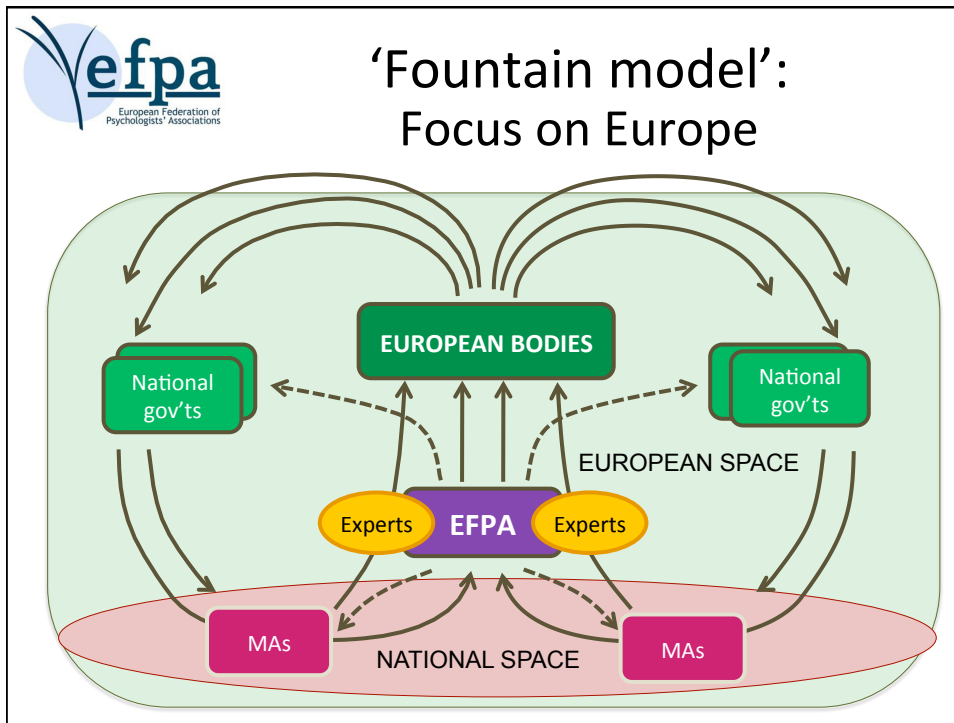 efpa
European Federation of
Psychologists' Associations
‘Fountain model’:
Focus on Europe
EUROPEAN BODIES
National
gov’ts
National
gov’ts
EUROPEAN SPACE
Experts
EFPA
Experts
MAs
NATIONAL SPACE
MAs